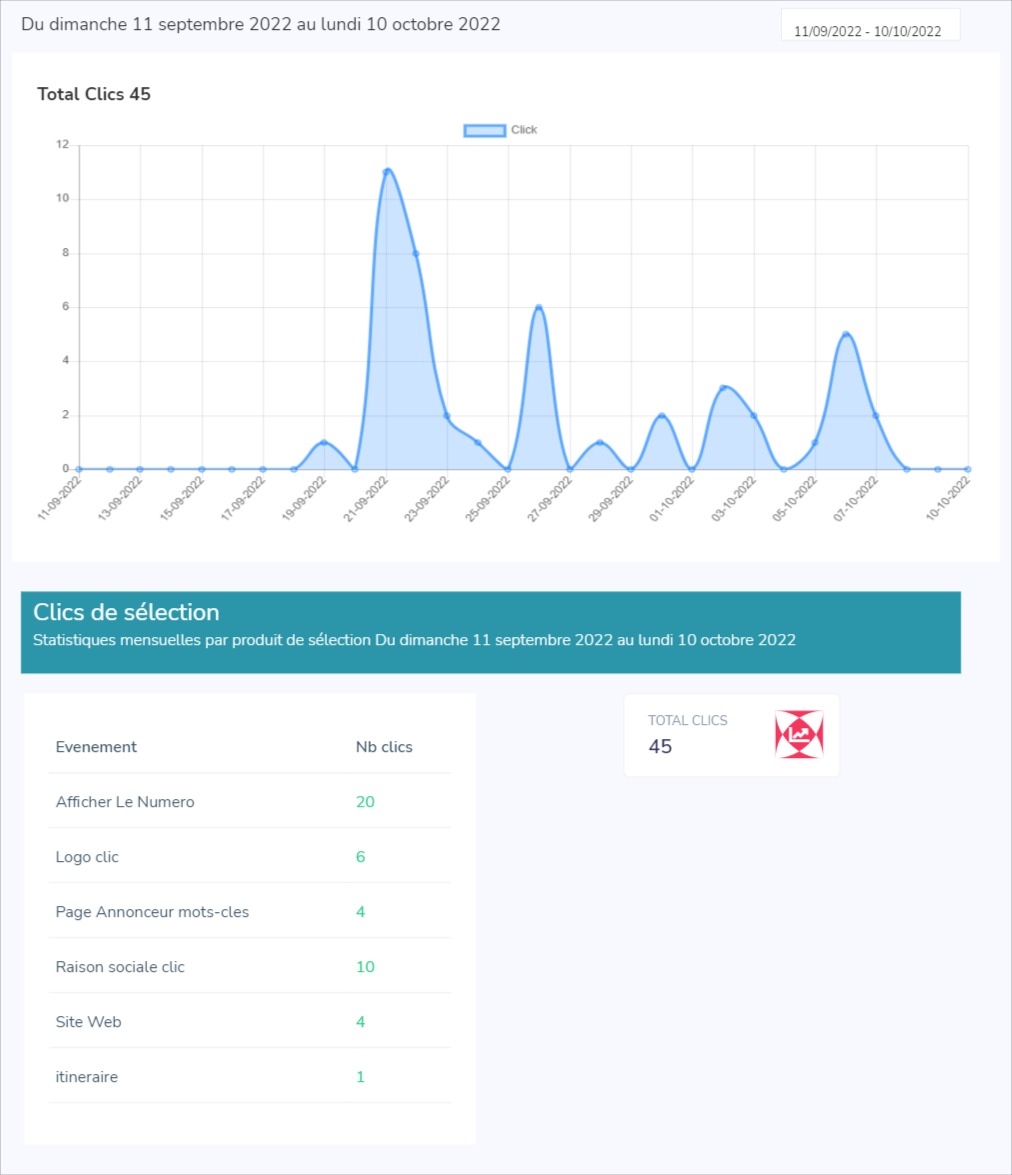 Du dimanche 11 septembre 2022 au lundi 10 octobre 2022
11/09/2022 - 10/10/2022
Total Clics 45
Click
12
10
8
6
4
2
0
11-09-2022
13-09-2022
15-09-2022
17-09-2022
19-09-2022
21-09-2022
23-09-2022
25-09-2022
27-09-2022
29-09-2022
01-10-2022
03-10-2022
05-10-2022
07-10-2022
10-10-2022
Clics de sélection
Statistiques mensuelles par produit de sélection Du dimanche 11 septembre 2022 au lundi 10 octobre 2022
Evenement Nb clics
Afficher Le Numero 20
Logo clic 6
Page Annonceur mots-cles 4
Raison sociale clic 10
Site Web 4
itineraire 1
TOTAL CLICS
45